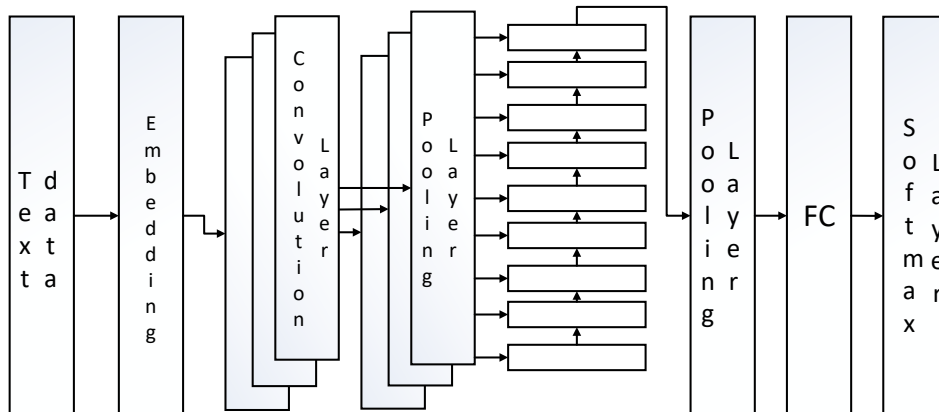 Text
data
Embedding
Convolution
Layer
Pooling
Layer
Pooling
Layer
FC
Softmax
Layer